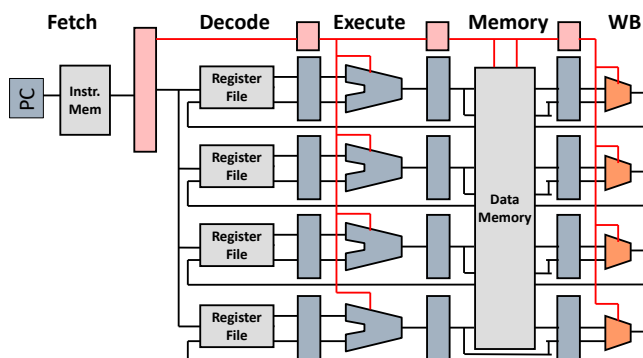 Fetch Decode Execute Memory WB
PC
Instr.
Mem
Register
File
Register
File
Data
Memory
Register
File
Register
File